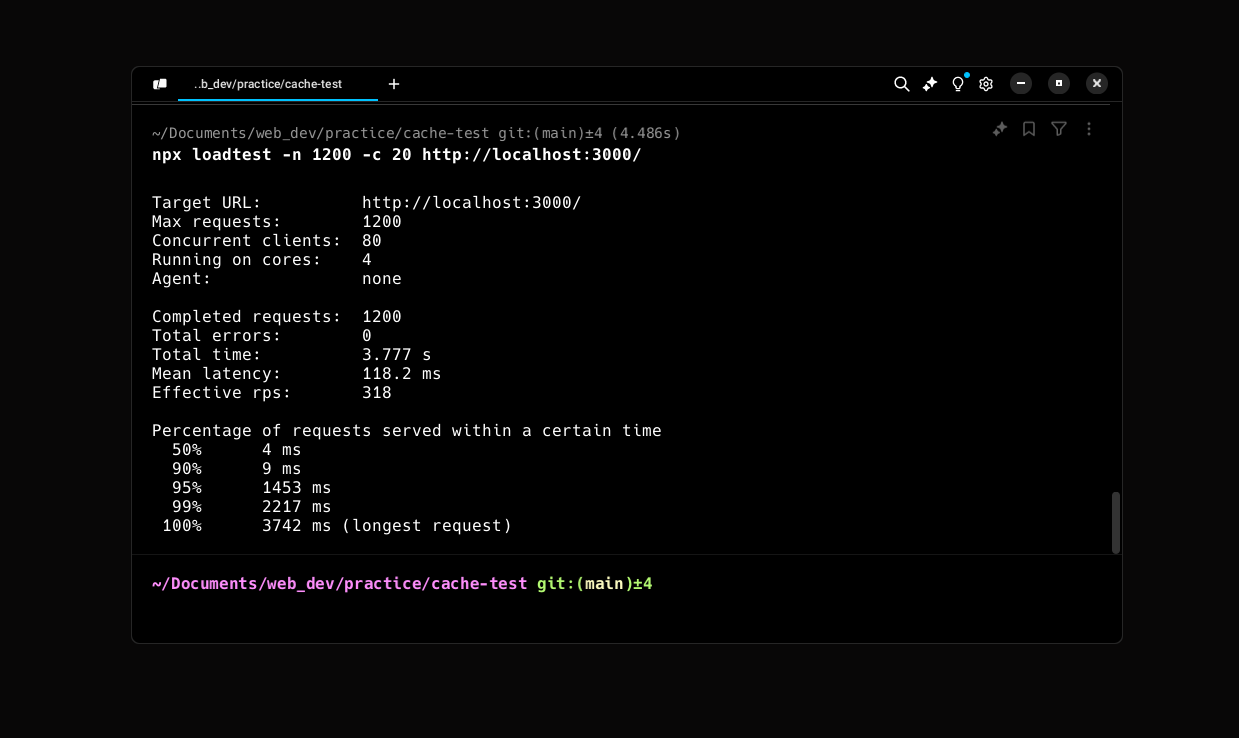 ..b_dev/practice/cache-test
~/Documents/web_dev/practice/cache-test git:(main)±4 (4.486s)
npx loadtest -n 1200 -c 20 http://localhost:3000/
Target URL:          http://localhost:3000/
Max requests:        1200
Concurrent clients:  80
Running on cores:    4
Agent:               none
Completed requests:  1200
Total errors:        0
Total time:          3.777 s
Mean latency:        118.2 ms
Effective rps:       318
Percentage of requests served within a certain time
  50%      4 ms
  90%      9 ms
  95%      1453 ms
  99%      2217 ms
 100%      3742 ms (longest request)
~/Documents/web_dev/practice/cache-test git:(main)±4